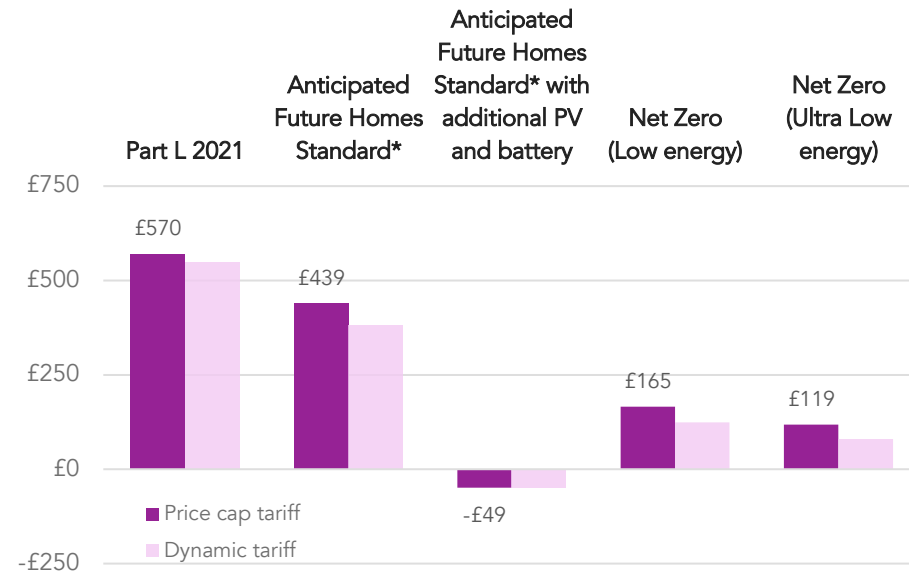 Part L 2021
Anticipated
Future Homes
Standard*
Anticipated
Future Homes
Standard* with
additional PV
and battery
Net Zero
(Low energy)
Net Zero
(Ultra Low
energy)
£750
£500
£250
£0
-£250
£570
£439
-£49
£165
£119
Price cap tariff
Dynamic tariff